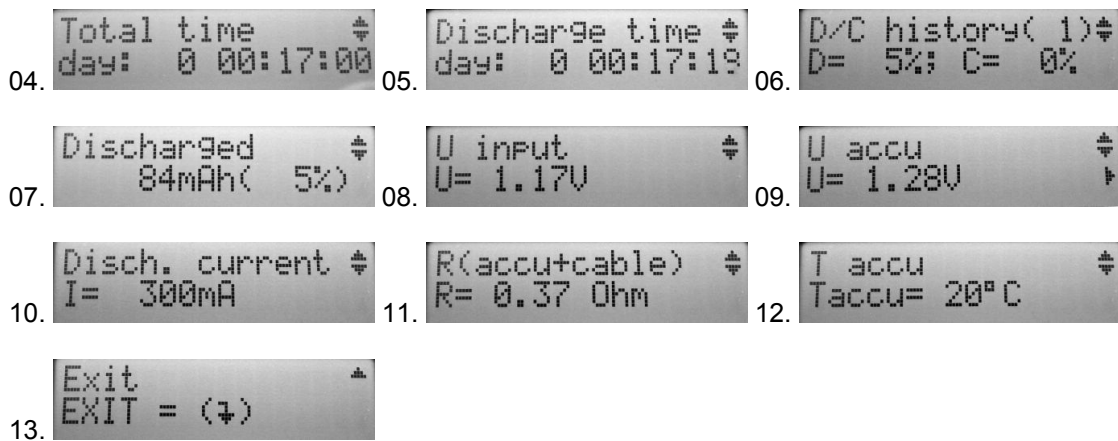 04. Total time
day: 0 00:17:00
05. Discharge time
day: 0 00:17:19
06. D/C history( 1)
D= 5%; C= 0%
07. Discharged
84mAh( 5%)
08. U input
U= 1.17V
09. U accu
U= 1.28V
10. Disch. current
I= 300mA
11. R(accu+cable)
R= 0.37 Ohm
12. T accu
Taccu= 20°C
13. Exit
EXIT = (↴)